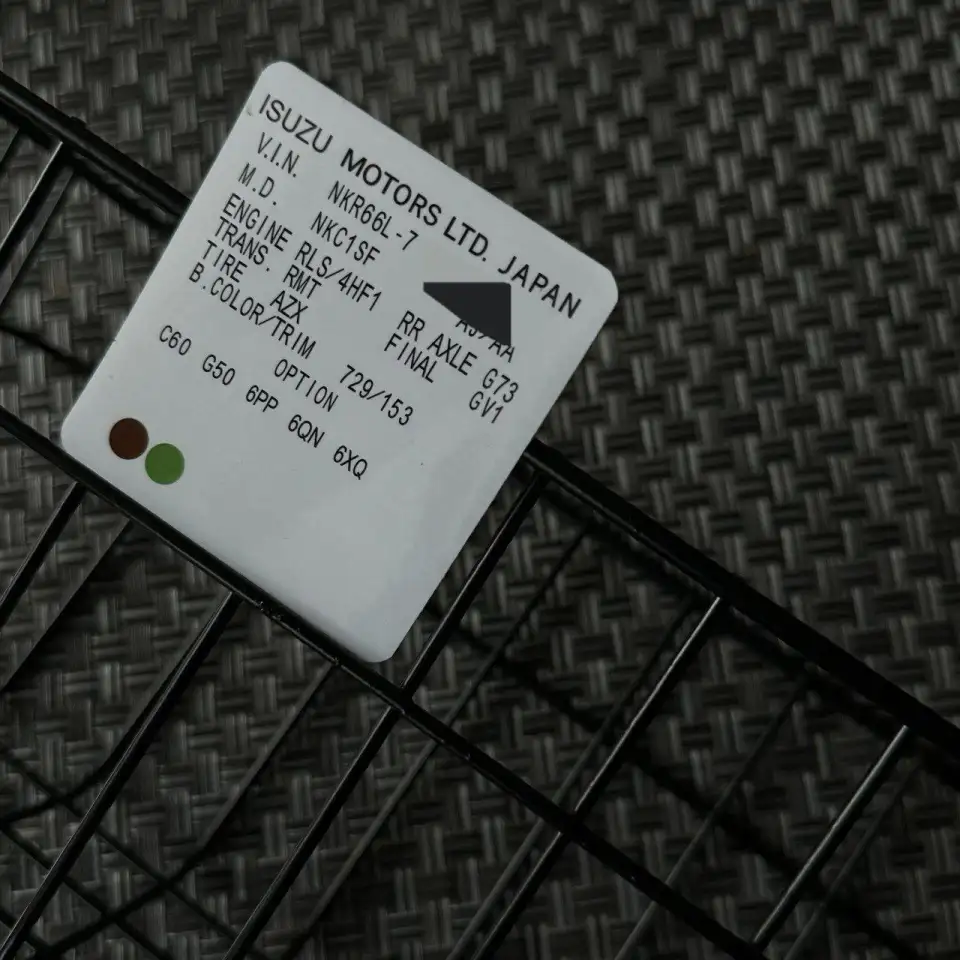 ISUZU MOTORS LTD. JAPAN
V.I.N. NKR66L-7
M.D. NKC1SF
ENGINE RLS/4HF1
TRANS. RMT RR AXLE G73
TIRE AZX FINAL GV1
B.COLOR/TRIM 729/153
OPTION
C60 G50 6PP 6QN 6XQ